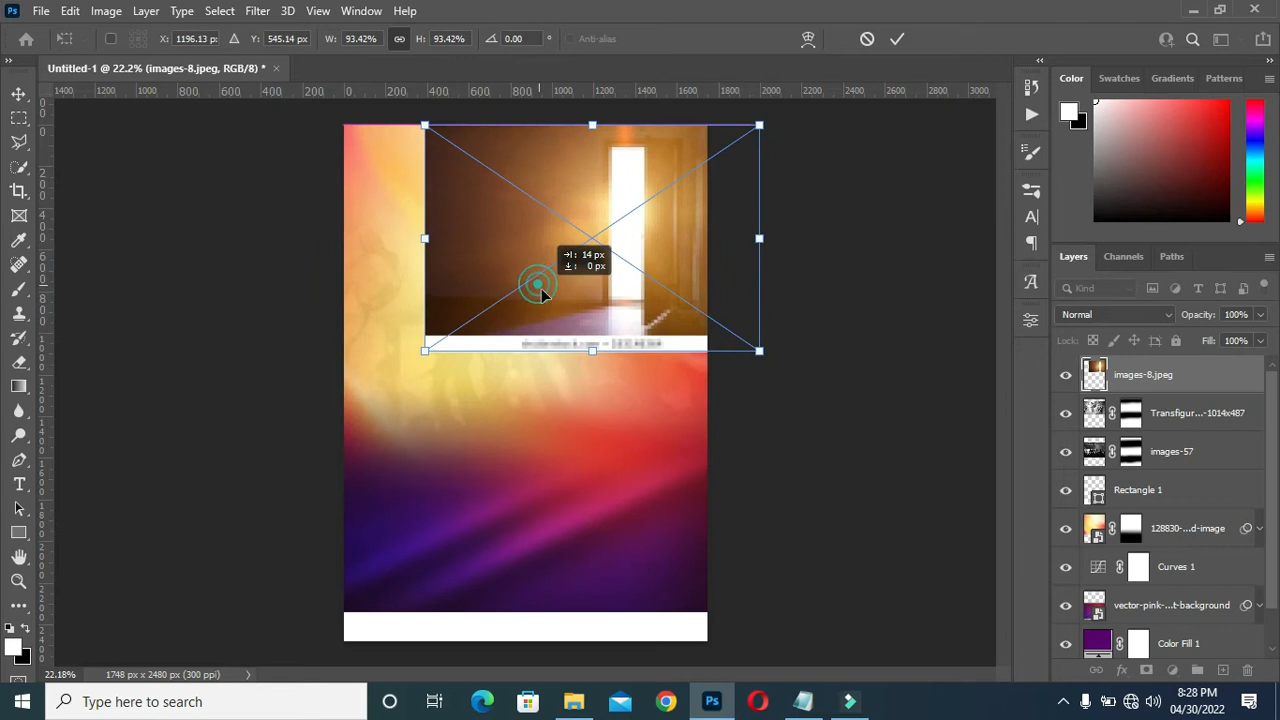 Ps File Edit Image Layer Type Select Filter 3D View Window Help
X: 1196.13 p: Y: 545.14 px W: 93.42% H: 93.42% 0.00 ° Anti-alias
Untitled-1 @ 22.2% (images-8.jpeg, RGB/8) * ×
1400 1200 1000 800 600 400 200 0 200 400 600 800 1000 1200 1400 1600 1800 2000 2200 2400 2600 2800 3000
Color Swatches Gradients Patterns
14 px
0 px
Layers Channels Paths
Kind
Normal Opacity: 100%
Lock: Fill: 100%
images-8.jpeg
Transfigur...-1014x487
images-57
Rectangle 1
128830-...d-image
Curves 1
vector-pink-...t-background
Color Fill 1
22.18% 1748 px x 2480 px (300 ppi)
Type here to search
Ps
8:28 PM
04/30/2022